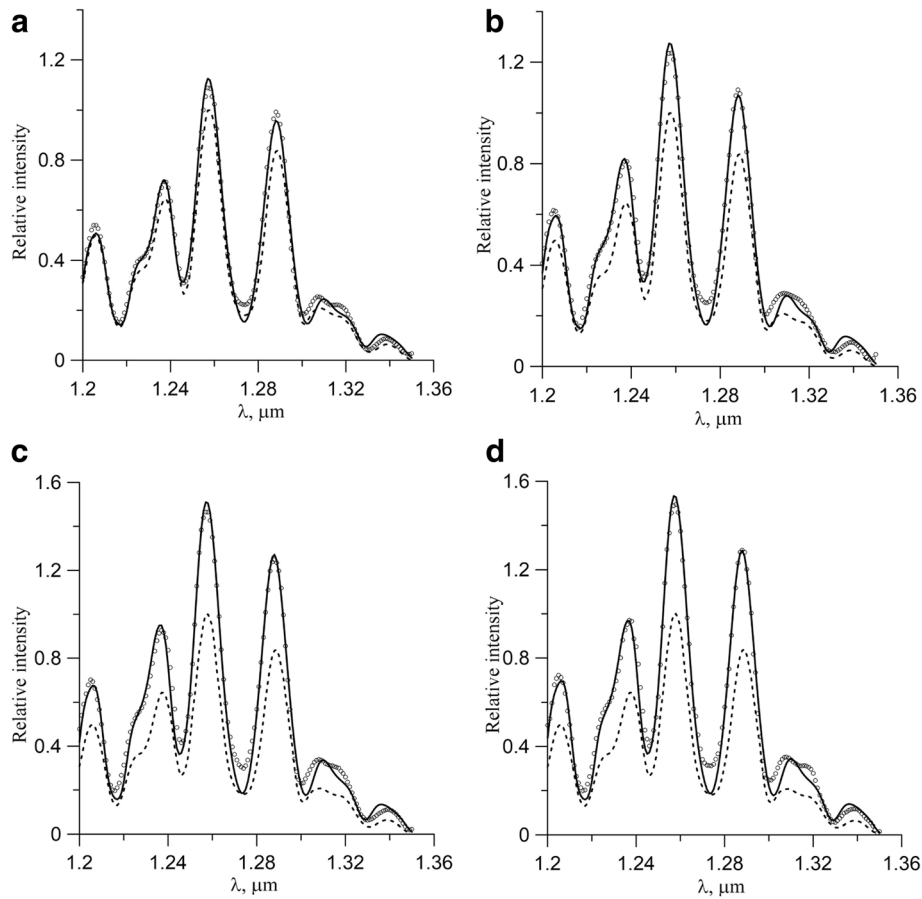 a
b
1.2
0.8
0.4
0
Relative intensity
1.2 1.24 1.28 1.32 1.36
λ, μm
1.2
0.8
0.4
0
Relative intensity
1.2 1.24 1.28 1.32 1.36
λ, μm
c
d
1.6
1.2
0.8
0.4
0
Relative intensity
1.2 1.24 1.28 1.32 1.36
λ, μm
1.6
1.2
0.8
0.4
0
Relative intensity
1.2 1.24 1.28 1.32 1.36
λ, μm